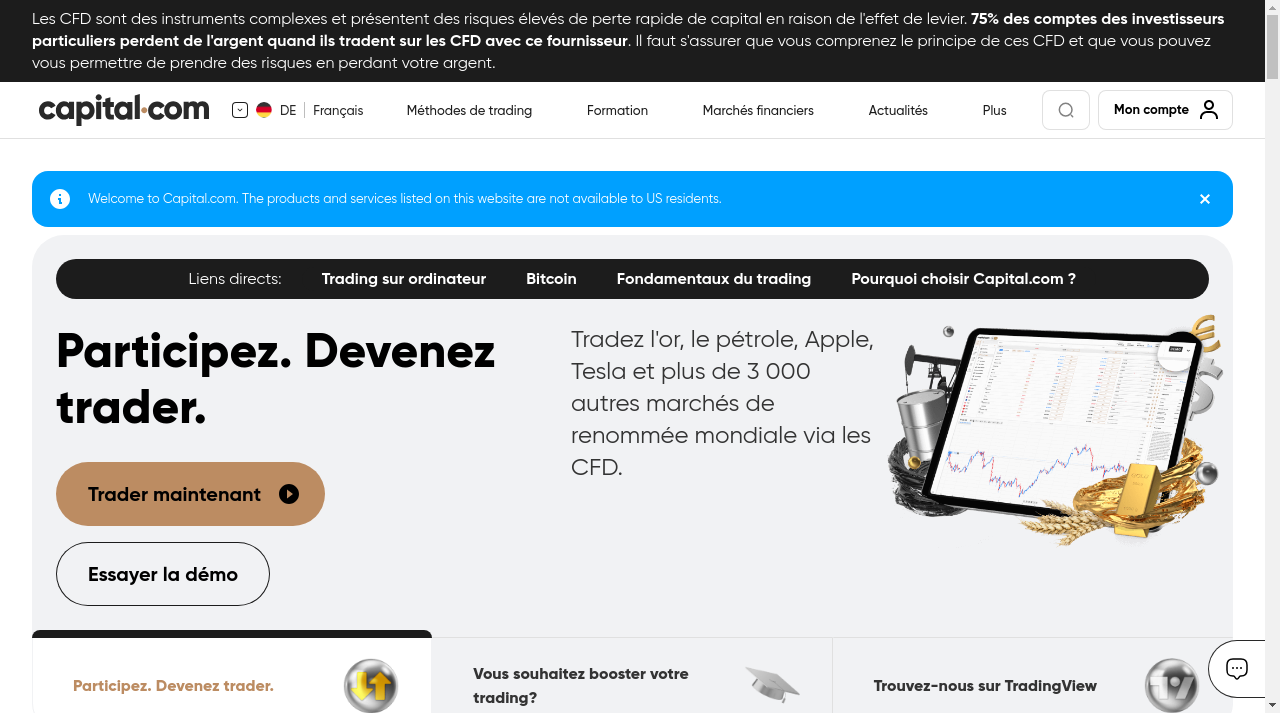 Les CFD sont des instruments complexes et présentent des risques élevés de perte rapide de capital en raison de l'effet de levier. 75% des comptes des investisseurs
particuliers perdent de l'argent quand ils tradent sur les CFD avec ce fournisseur. Il faut s'assurer que vous comprenez le principe de ces CFD et que vous pouvez
vous permettre de prendre des risques en perdant votre argent.
capital.com DE Français Méthodes de trading Formation Marchés financiers Actualités Plus Mon compte
Welcome to Capital.com. The products and services listed on this website are not available to US residents.
Liens directs: Trading sur ordinateur Bitcoin Fondamentaux du trading Pourquoi choisir Capital.com ?
Participez. Devenez
trader.
Tradez l'or, le pétrole, Apple,
Tesla et plus de 3 000
autres marchés de
renommée mondiale via les
CFD.
Trader maintenant
Essayer la démo
Participez. Devenez trader.
Vous souhaitez booster votre
trading?
Trouvez-nous sur TradingView